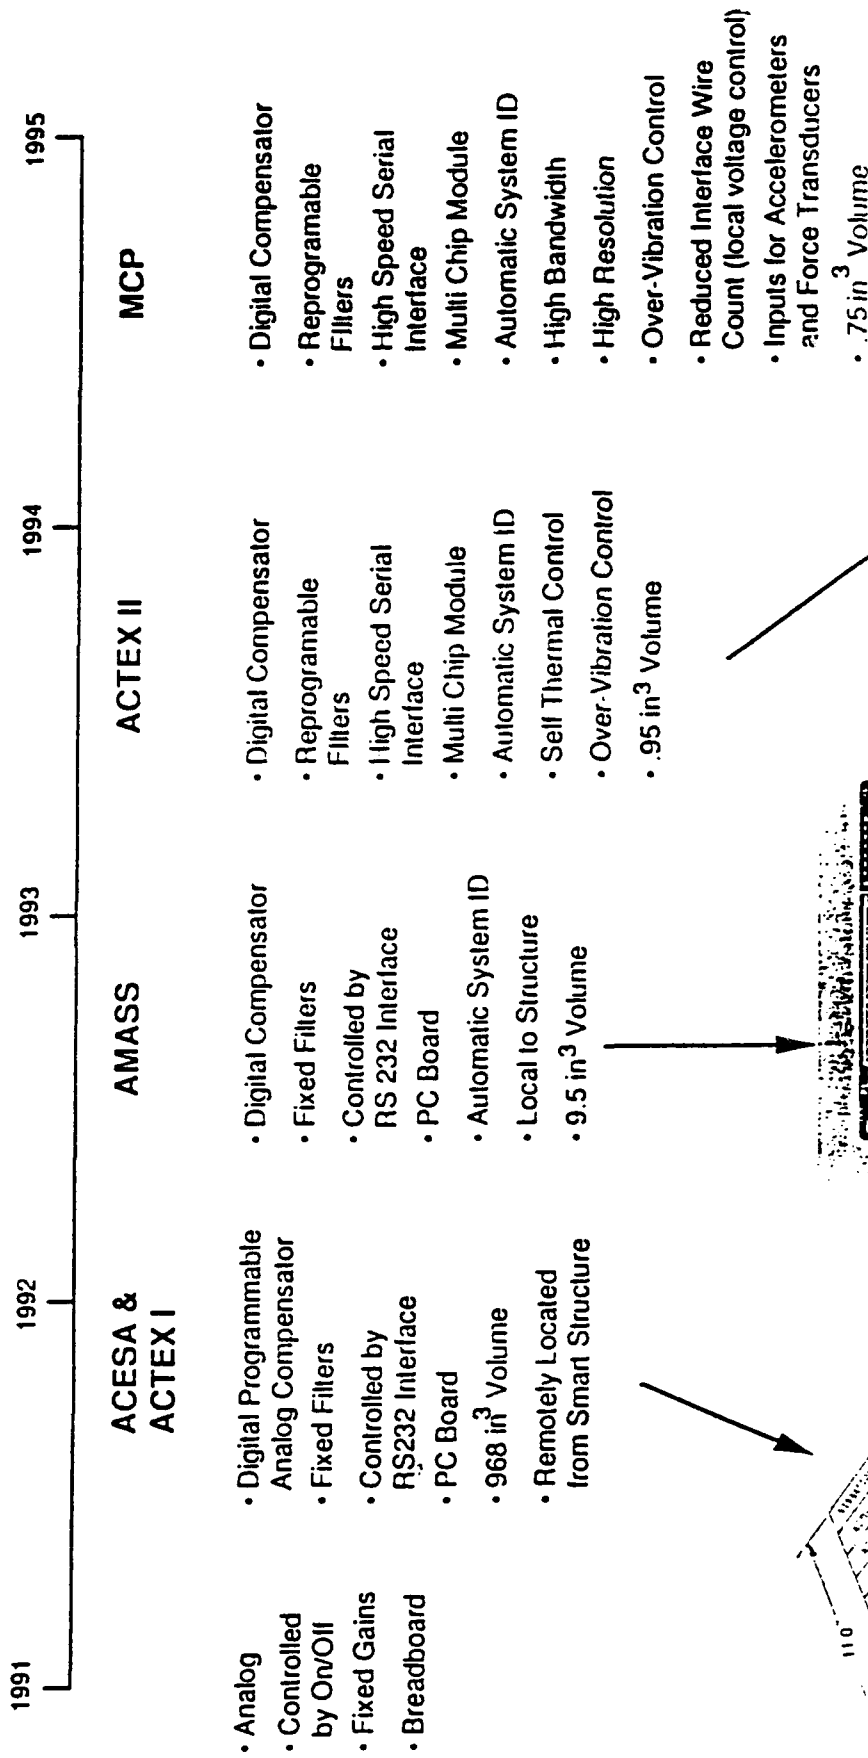 1991
1992
1993
1994
1995
• Analog
• Controlled
by On/Off
• Fixed Gains
• Breadboard
ACESA &
ACTEX I
• Digital Programmable
Analog Compensator
• Fixed Filters
• Controlled by
RS232 Interface
• PC Board
• 968 in³ Volume
• Remotely Located
from Smart Structure
11 0
AMASS
• Digital Compensator
• Fixed Filters
• Controlled by
RS 232 Interface
• PC Board
• Automatic System ID
• Local to Structure
• 9.5 in³ Volume
ACTEX II
• Digital Compensator
• Reprogramable
Filters
• High Speed Serial
Interface
• Multi Chip Module
• Automatic System ID
• Self Thermal Control
• Over-Vibration Control
• .95 in³ Volume
MCP
• Digital Compensator
• Reprogramable
Filters
• High Speed Serial
Interface
• Multi Chip Module
• Automatic System ID
• High Bandwidth
• High Resolution
• Over-Vibration Control
• Reduced Interface Wire
Count (local voltage control)
• Inputs for Accelerometers
and Force Transducers
• .75 in³ Volume